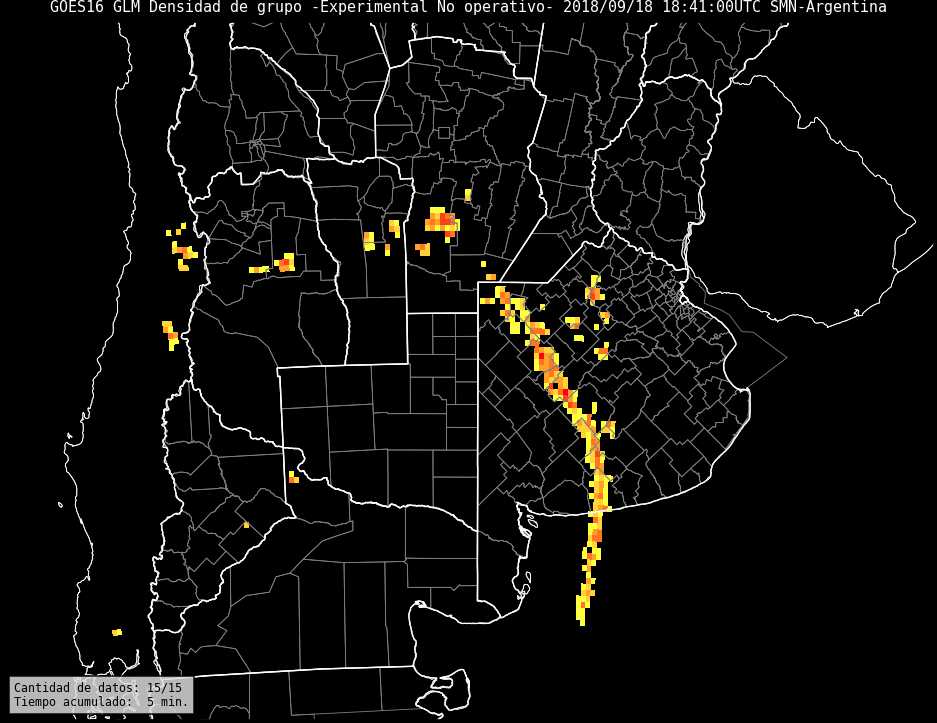 GOES16 GLM Densidad de grupo -Experimental No operativo- 2018/09/18 18:41:00UTC SMN-Argentina
Cantidad de datos: 15/15
Tiempo acumulado:  5 min.